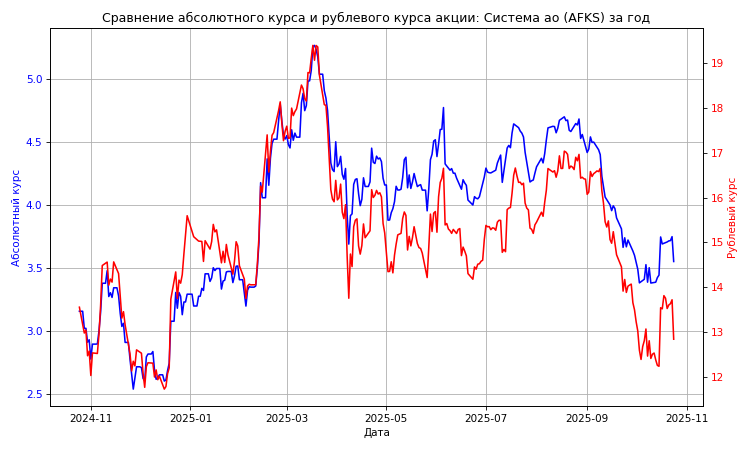 Сравнение абсолютного курса и рублевого курса акции: Система ао (AFKS) за год
5.0
4.5
4.0
3.5
3.0
2.5
Абсолютный курс
19
18
17
16
15
14
13
12
Рублевый курс
2024-11 2025-01 2025-03 2025-05 2025-07 2025-09 2025-11
Дата